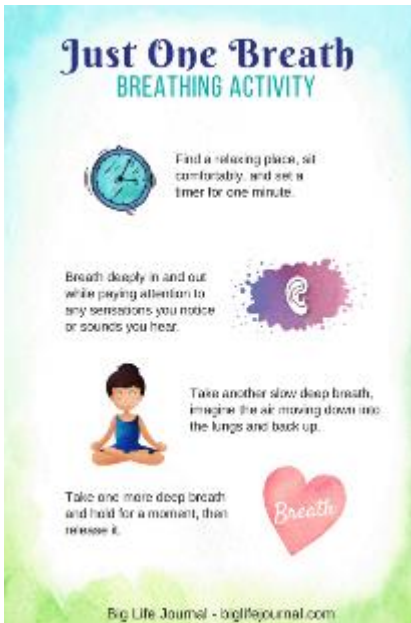 Just One Breath
BREATHING ACTIVITY
Find a relaxing place, sit
comfortably, and set a
timer for one minute.
Breath deeply in and out
while paying attention to
any sensations you notice
or sounds you hear.
Take another slow deep breath,
imagine the air moving down into
the lungs and back up.
Take one more deep breath
and hold for a moment, then
release it.
Breath
Big Life Journal - biglifejournal.com